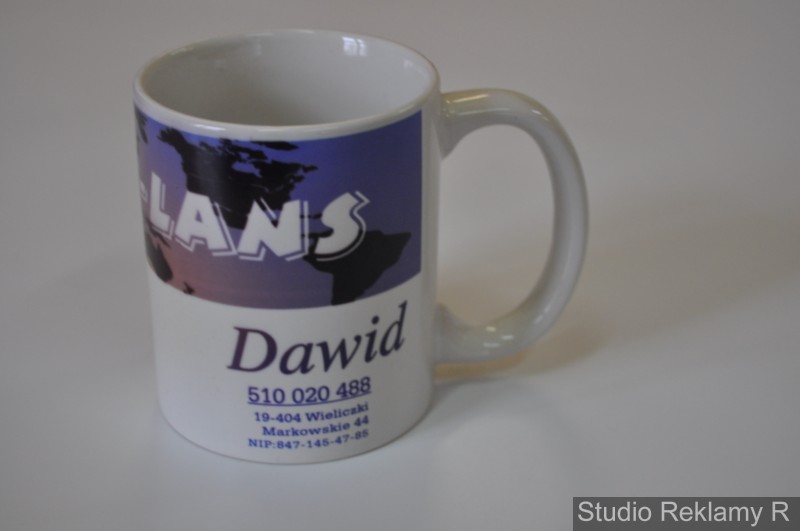 -LANS
Dawid
510 020 488
19-404 Wieliczki
Markowskie 44
NIP:847-145-47-85
Studio Reklamy R